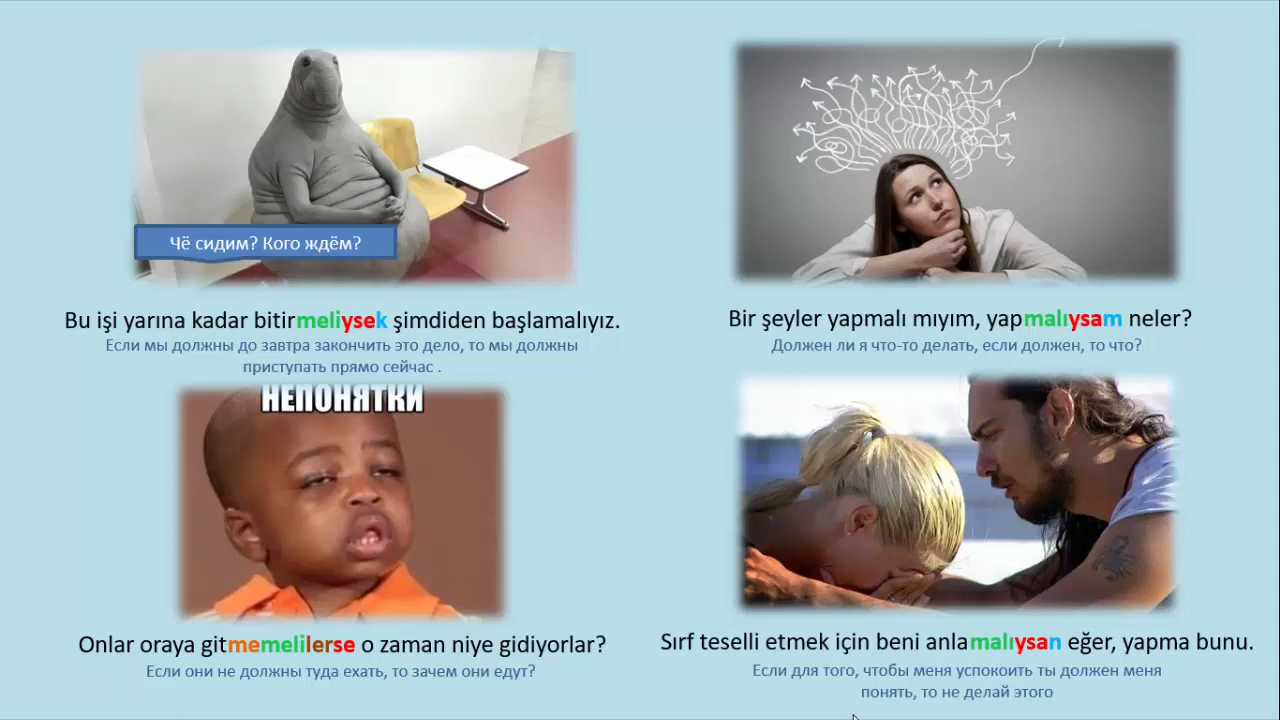 Чё сидим? Кого ждём?
Bu işi yarına kadar bitirmeliysek şimdiden başlamalıyız.
Если мы должны до завтра закончить это дело, то мы должны
приступать прямо сейчас .
Bir şeyler yapmalı mıyım, yapmalıysam neler?
Должен ли я что-то делать, если должен, то что?
НЕПОНЯТКИ
Onlar oraya gitmemelilerse o zaman niye gidiyorlar?
Если они не должны туда ехать, то зачем они едут?
Sırf teselli etmek için beni anlamalıysan eğer, yapma bunu.
Если для того, чтобы меня успокоить ты должен меня
понять, то не делай этого